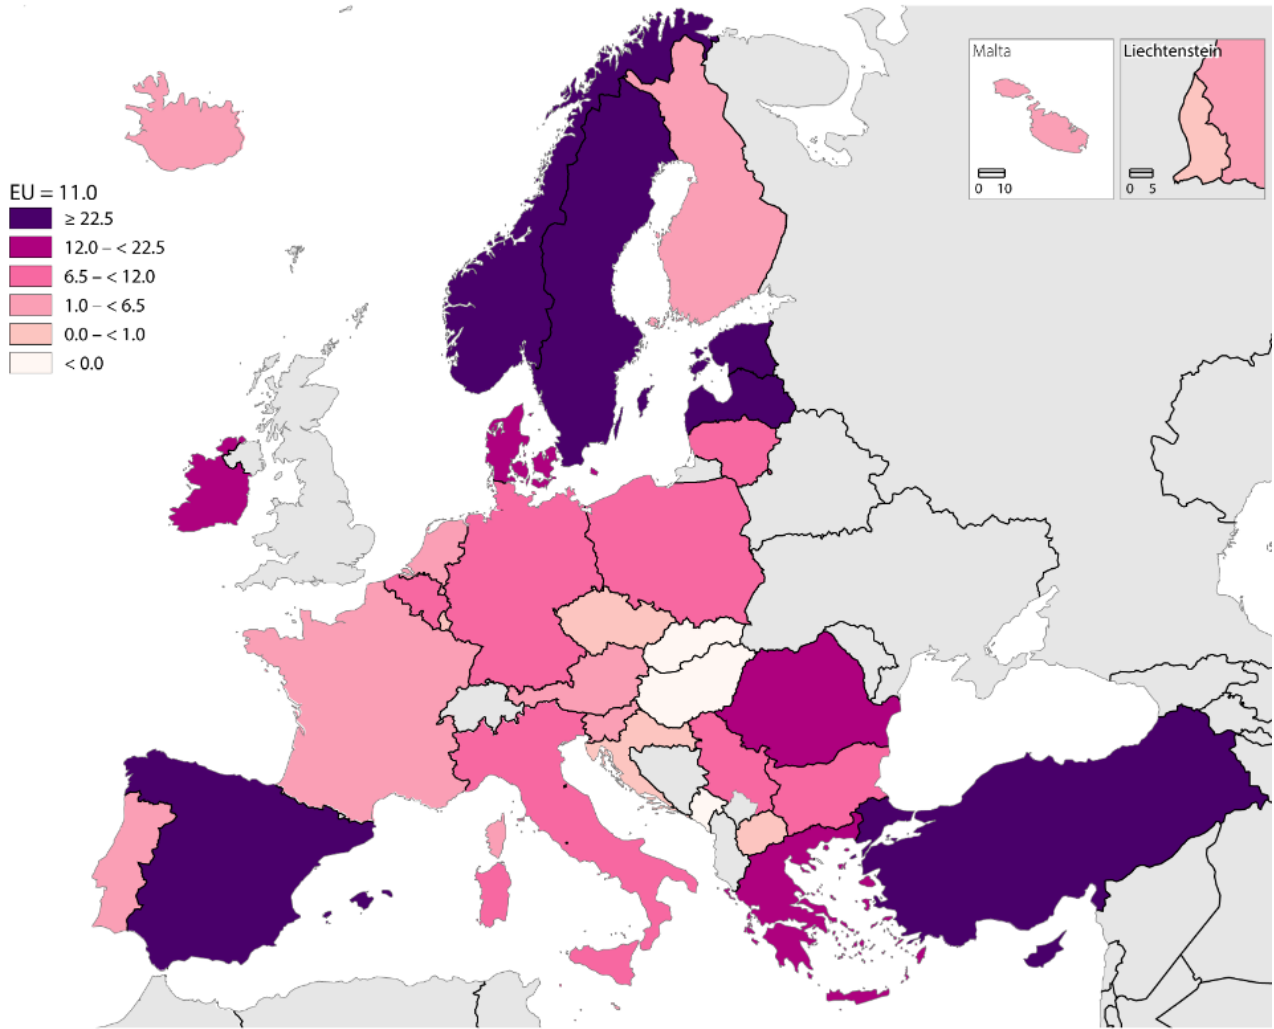 Malta
Liechtenstein
0 10
0 5
EU = 11.0
≥ 22.5
12.0 – < 22.5
6.5 – < 12.0
1.0 – < 6.5
0.0 – < 1.0
< 0.0